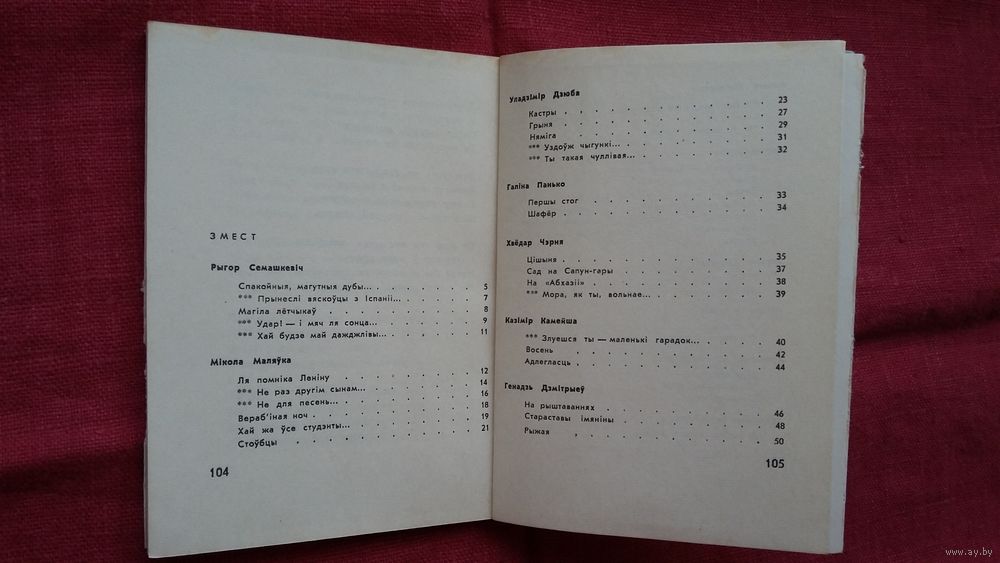 ЗМЕСТ
Рыгор Семашкевіч
Спакойныя, магутныя дубы... 5
*** Прынеслі вяскоўцы з Іспаніі... 7
Магіла лётчыкаў 8
*** Удар! — і мяч ля сонца... 9
*** Хай будзе май дажджлівы... 11
Мікола Маляўка
Ля помніка Леніну 12
*** Не раз другім сынам... 14
*** Не для песень... 16
Вераб'іная ноч 18
Хай жа ўсе студэнты... 19
Стоўбцы 21
104
Уладзімір Дзюба
Кастры 23
Грыня 27
Няміга 29
*** Уздоўж чыгункі... 31
*** Ты такая чуллівая... 32
Галіна Панько
Першы стог 33
Шафёр 34
Хвёдар Чэрня
Цішыня 35
Сад на Сапун-гары 37
На «Абхазіі» 38
*** Мора, як ты, вольнае... 39
Казімір Камейша
*** Злуешся ты — маленькі гарадок... 40
Восень 42
Адлегласць 44
Генадзь Дзмітрыеў
На рыштаваннях 46
Стараставы імяніны 48
Рыжая 50
105
www.ay.by